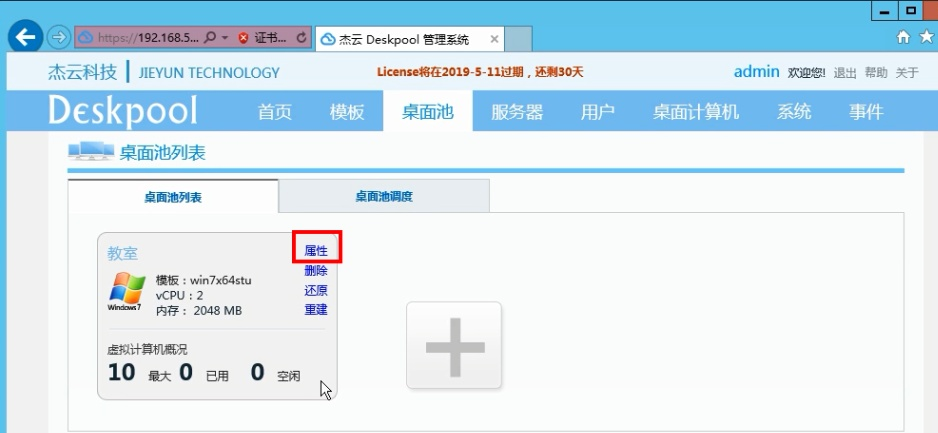 https://192.168.5... 证书... 杰云 Deskpool 管理系统
杰云科技 JIEYUN TECHNOLOGY License将在2019-5-11过期，还剩30天 admin 欢迎您! 退出 帮助 关于
Deskpool 首页 模板 桌面池 服务器 用户 桌面计算机 系统 事件
桌面池列表
桌面池列表 桌面池调度
教室 属性
删除
模板：win7x64stu
vCPU：2 还原
Windows7 内存： 2048 MB 重建
虚拟计算机概况
10 最大 0 已用 0 空闲